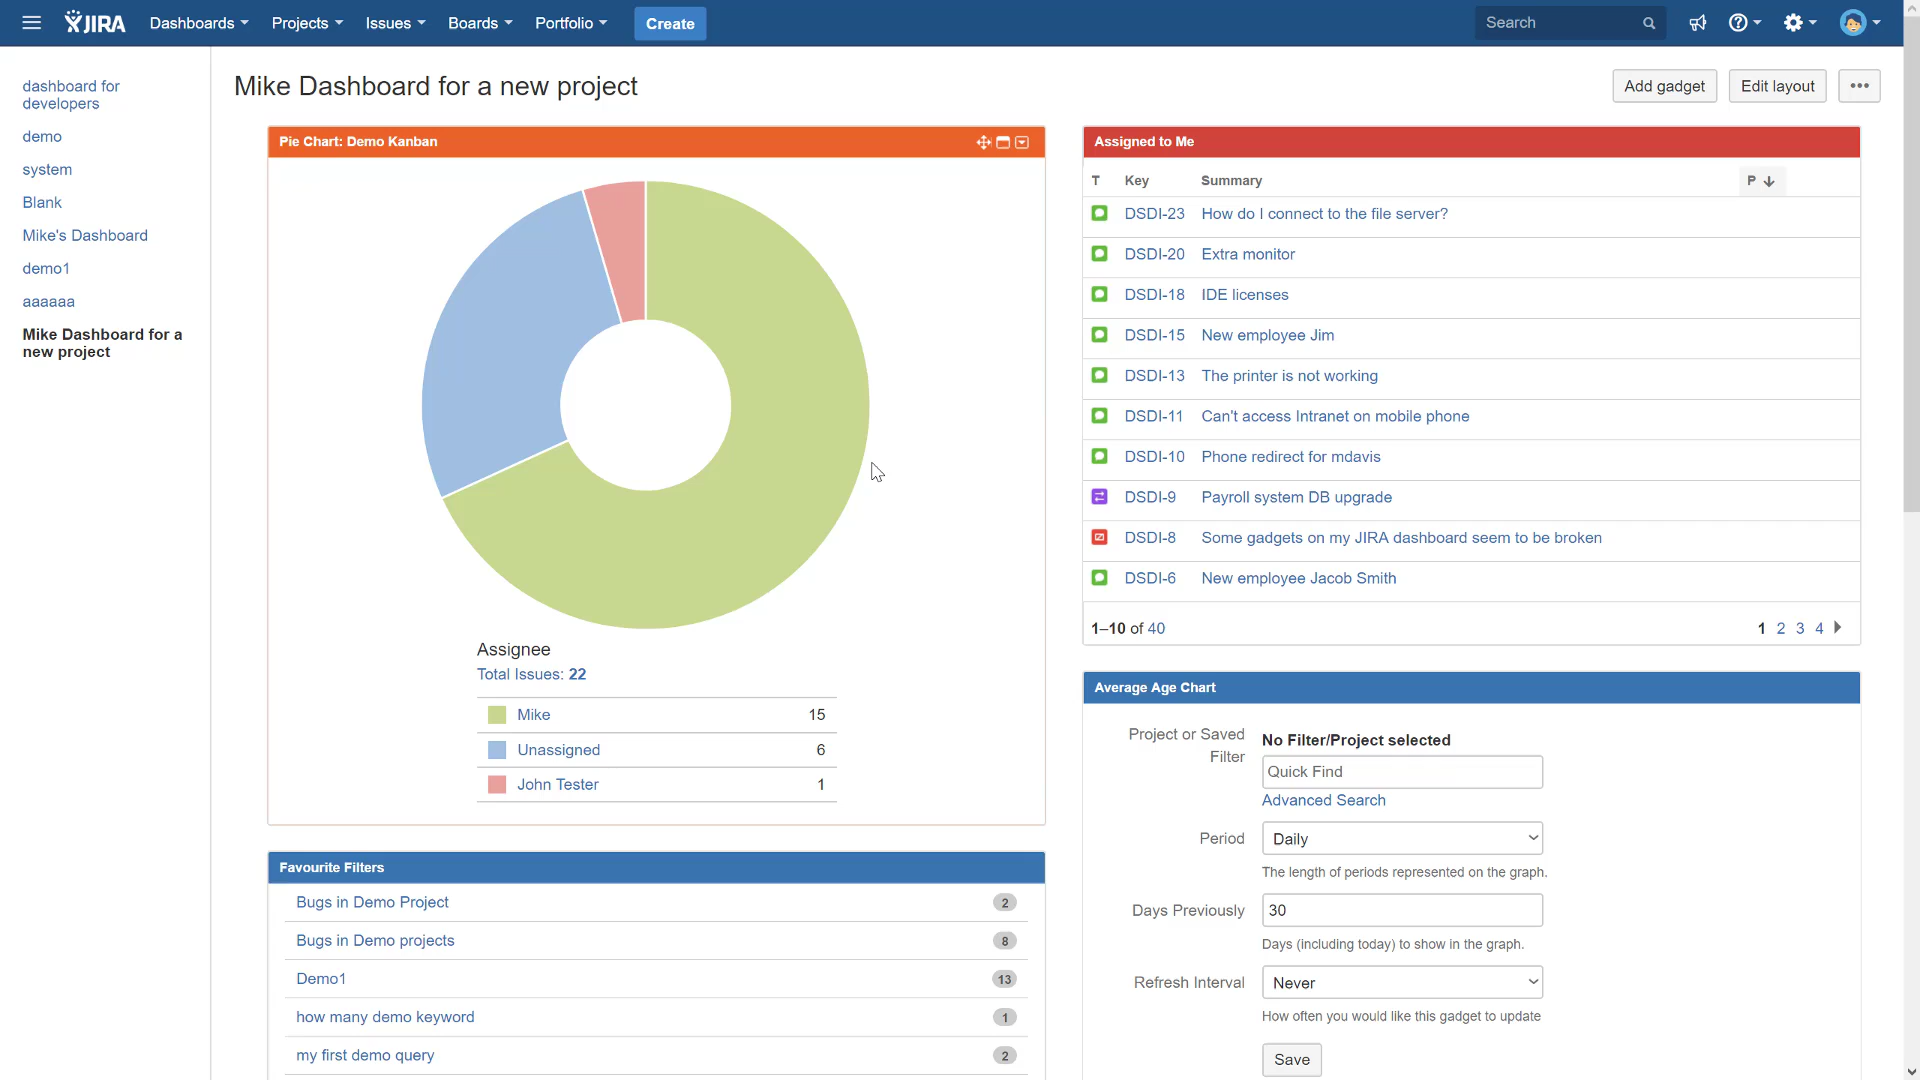 JIRA Dashboards Projects Issues Boards Portfolio Create Search
dashboard for
developers
demo
system
Blank
Mike's Dashboard
demo1
aaaaaa
Mike Dashboard for a
new project
Mike Dashboard for a new project
Add gadget Edit layout •••
Pie Chart: Demo Kanban
Assignee
Total Issues: 22
Mike 15
Unassigned 6
John Tester 1
Favourite Filters
Bugs in Demo Project 2
Bugs in Demo projects 8
Demo1 13
how many demo keyword 1
my first demo query 2
Assigned to Me
T Key Summary P
DSDI-23 How do I connect to the file server?
DSDI-20 Extra monitor
DSDI-18 IDE licenses
DSDI-15 New employee Jim
DSDI-13 The printer is not working
DSDI-11 Can't access Intranet on mobile phone
DSDI-10 Phone redirect for mdavis
DSDI-9 Payroll system DB upgrade
DSDI-8 Some gadgets on my JIRA dashboard seem to be broken
DSDI-6 New employee Jacob Smith
1–10 of 40 1 2 3 4
Average Age Chart
Project or Saved
Filter
No Filter/Project selected
Quick Find
Advanced Search
Period Daily
The length of periods represented on the graph.
Days Previously 30
Days (including today) to show in the graph.
Refresh Interval Never
How often you would like this gadget to update
Save